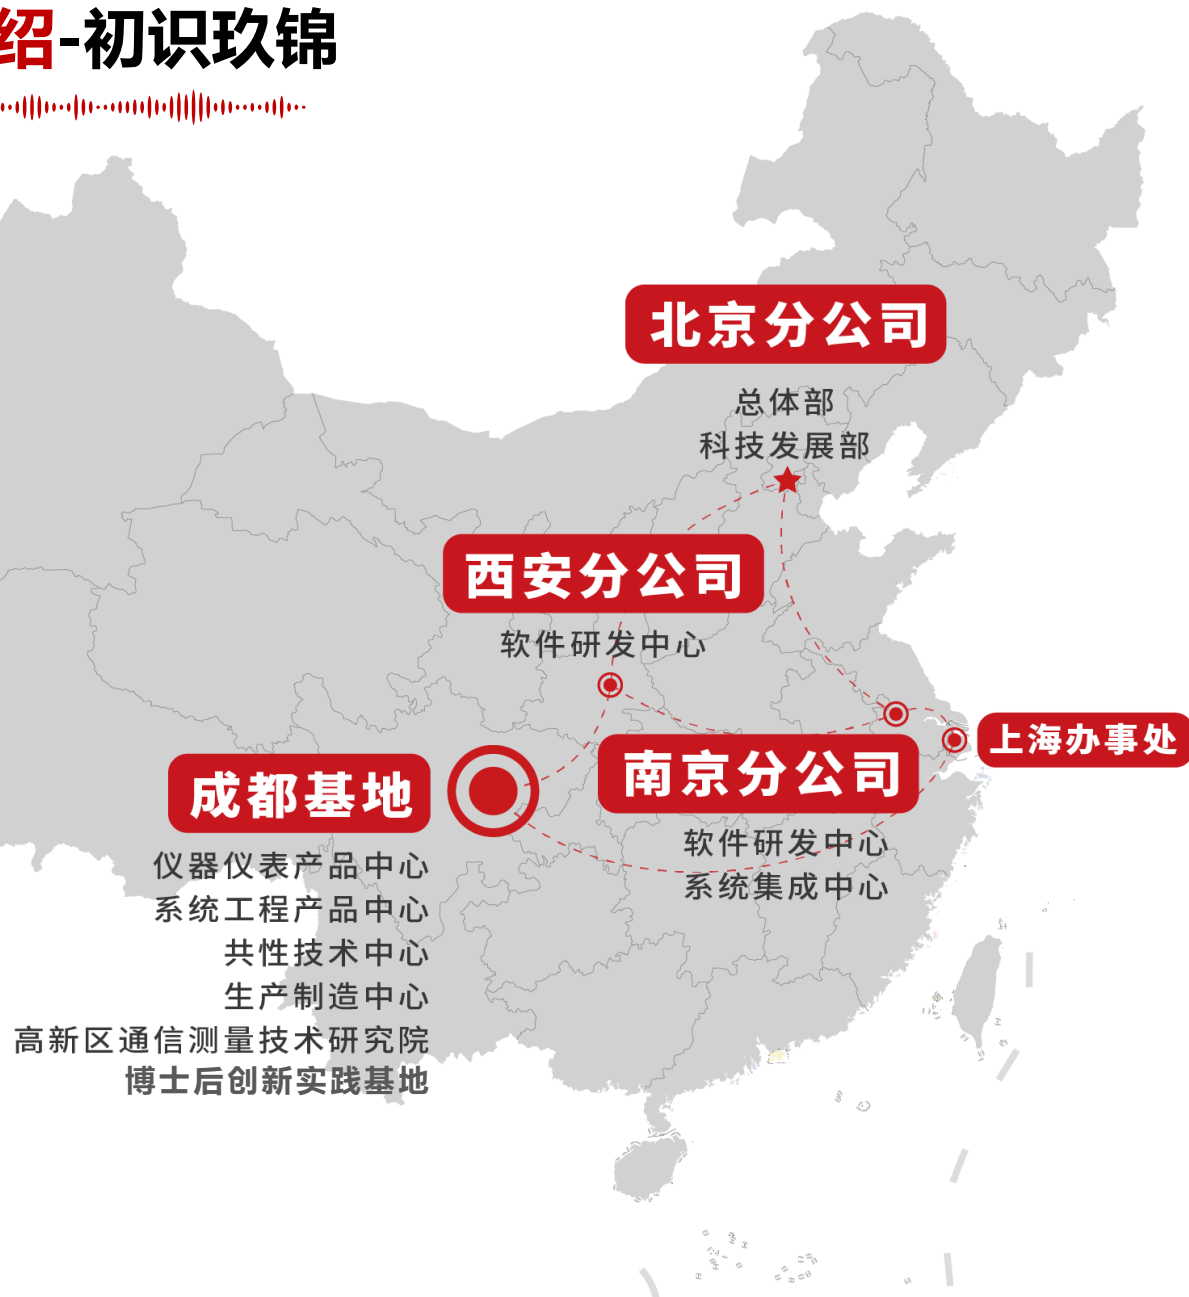 绍-初识玖锦
北京分公司
总体部
科技发展部
西安分公司
软件研发中心
上海办事处
南京分公司
软件研发中心
系统集成中心
成都基地
仪器仪表产品中心
系统工程产品中心
共性技术中心
生产制造中心
高新区通信测量技术研究院
博士后创新实践基地